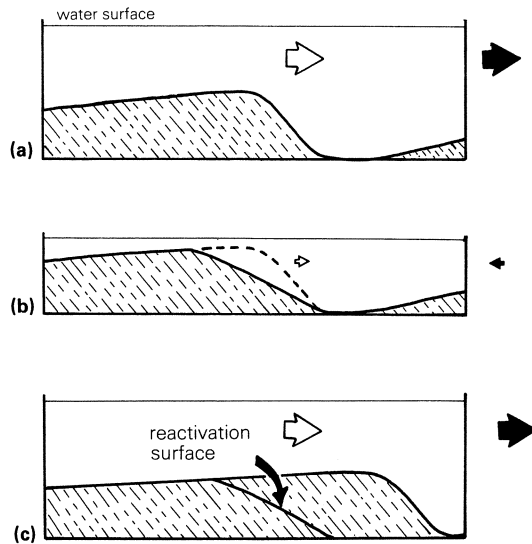 water surface
(a)
(b)
reactivation
surface
(c)